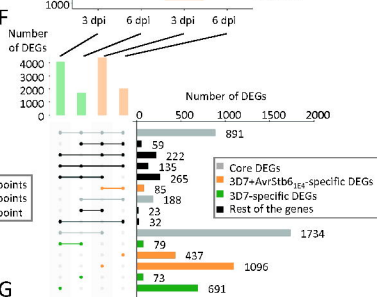 1000
3 dpi 6 dpi 3 dpi 6 dpi
F
Number
of DEGs
4000
3000
2000
1000
0
Number of DEGs
0 500 1000 1500 2000
891
59
222
135
265
85
188
23
32
1734
79
437
1096
73
691
Core DEGs
3D7+AvrStb61E4-specific DEGs
3D7-specific DEGs
Rest of the genes
points
points
point
G